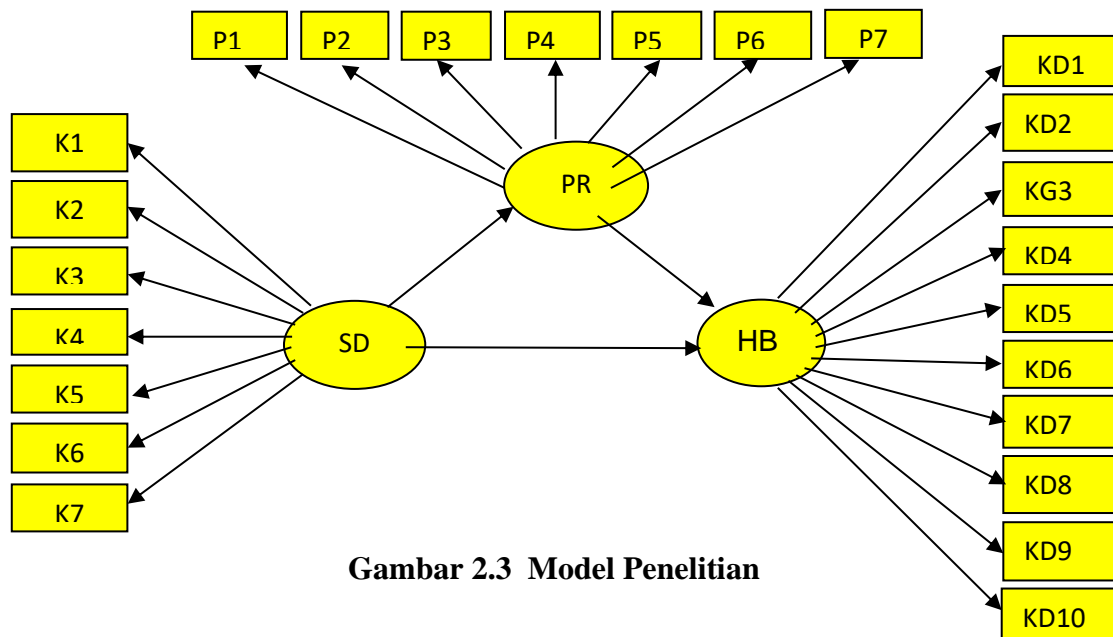 P1 P2 P3 P4 P5 P6 P7
K1
K2
K3
K4
K5
K6
K7
PR
SD
HB
KD1
KD2
KG3
KD4
KD5
KD6
KD7
KD8
KD9
KD10
Gambar 2.3 Model Penelitian